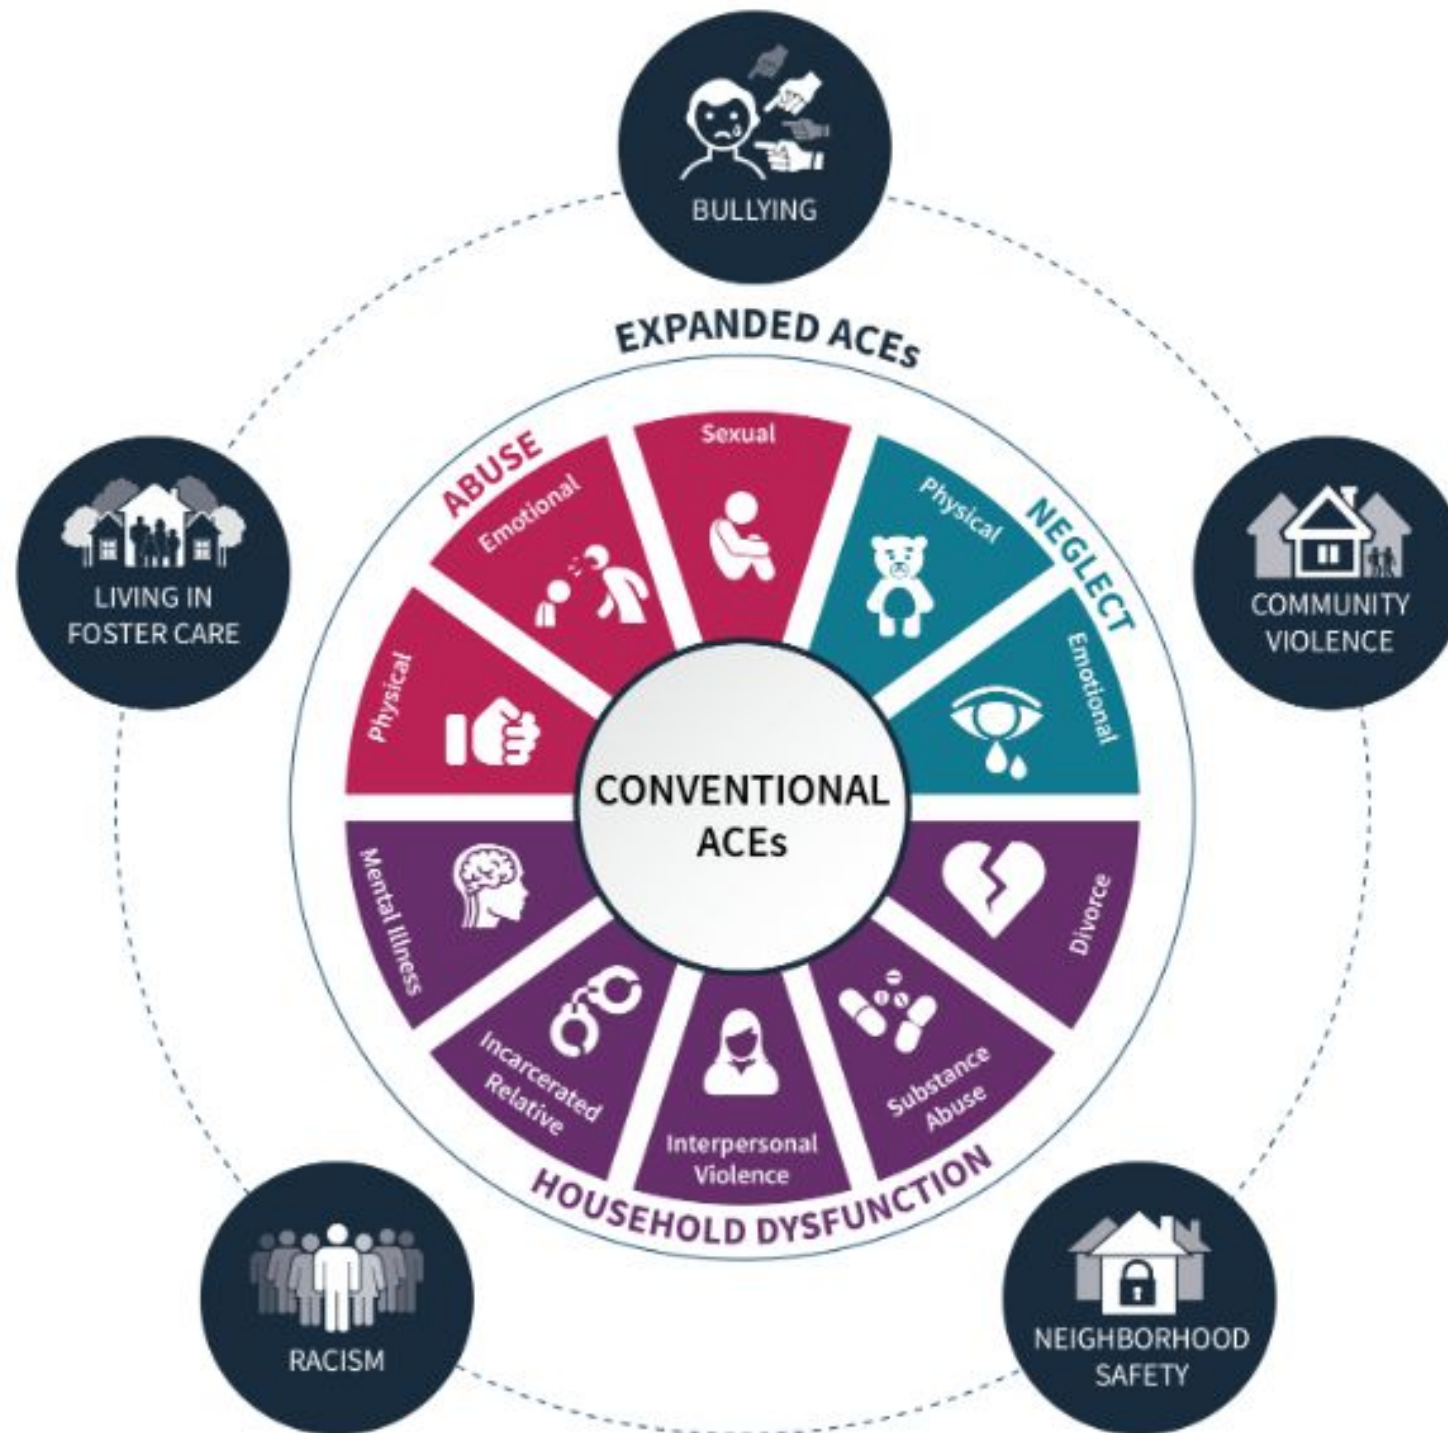 BULLYING
EXPANDED ACEs
LIVING IN
FOSTER CARE
COMMUNITY
VIOLENCE
ABUSE
Physical
Emotional
Sexual
NEGLECT
Physical
Emotional
CONVENTIONAL
ACEs
Mental Illness
Incarcerated
Relative
Interpersonal
Violence
Substance
Abuse
Divorce
HOUSEHOLD DYSFUNCTION
RACISM
NEIGHBORHOOD
SAFETY